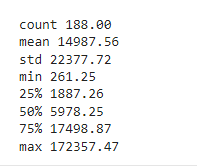 count 188.00
mean 14987.56
std 22377.72
min 261.25
25% 1887.26
50% 5978.25
75% 17498.87
max 172357.47